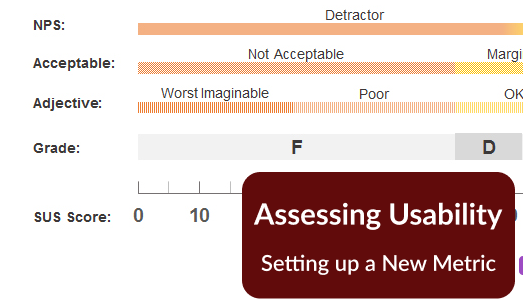 NPS: Detractor
Acceptable: Not Acceptable Margi
Adjective: Worst Imaginable Poor OK
Grade: F D
SUS Score: 0 10
Assessing Usability
Setting up a New Metric